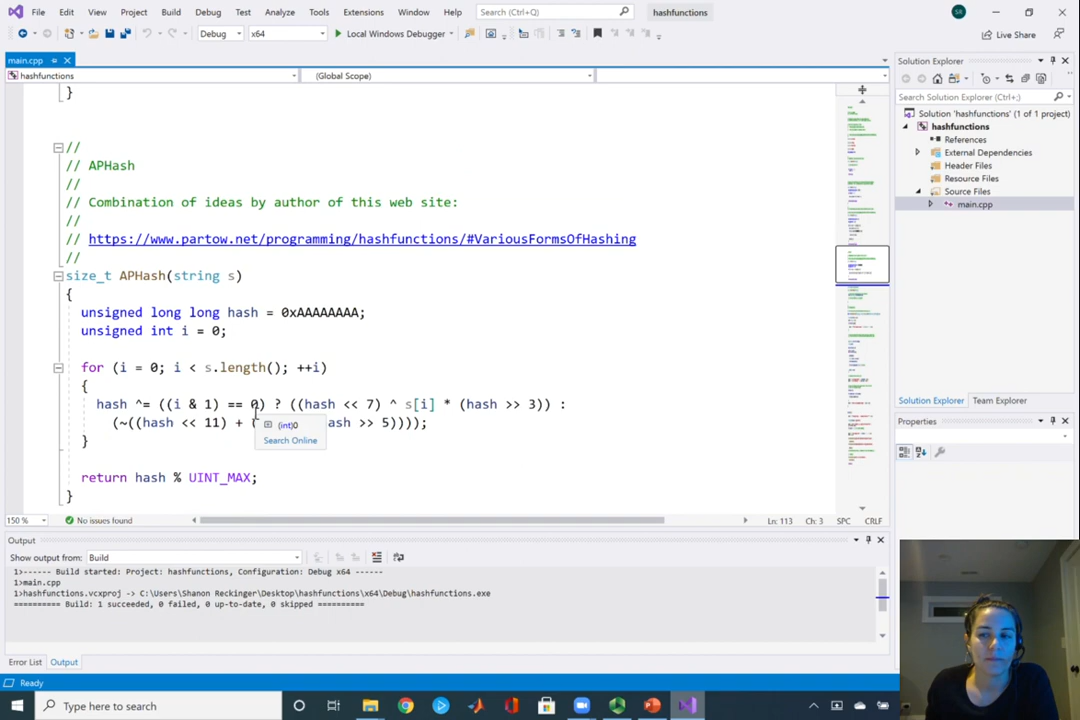 File Edit View Project Build Debug Test Analyze Tools Extensions Window Help Search (Ctrl+Q) hashfunctions SR
Debug x64 Local Windows Debugger Live Share
main.cpp
hashfunctions (Global Scope)
}
//
// APHash
//
// Combination of ideas by author of this web site:
//
// https://www.partow.net/programming/hashfunctions/#VariousFormsOfHashing
//
size_t APHash(string s)
{
unsigned long long hash = 0xAAAAAAAA;
unsigned int i = 0;
for (i = 0; i < s.length(); ++i)
{
hash ^= ((i & 1) == 0) ? ((hash << 7) ^ s[i] * (hash >> 3)) :
(~((hash << 11) + ash >> 5))));
(int)0
Search Online
}
return hash % UINT_MAX;
}
150 % No issues found Ln: 113 Ch: 3 SPC CRLF
Output
Show output from: Build
1>------ Build started: Project: hashfunctions, Configuration: Debug x64 ------
1>main.cpp
1>hashfunctions.vcxproj -> C:\Users\Shanon Reckinger\Desktop\hashfunctions\x64\Debug\hashfunctions.exe
========== Build: 1 succeeded, 0 failed, 0 up-to-date, 0 skipped ==========
Error List Output
Ready
Type here to search
Solution Explorer
Search Solution Explorer (Ctrl+;)
Solution 'hashfunctions' (1 of 1 project)
hashfunctions
References
External Dependencies
Header Files
Resource Files
Source Files
main.cpp
Solution Explorer Team Explorer
Properties